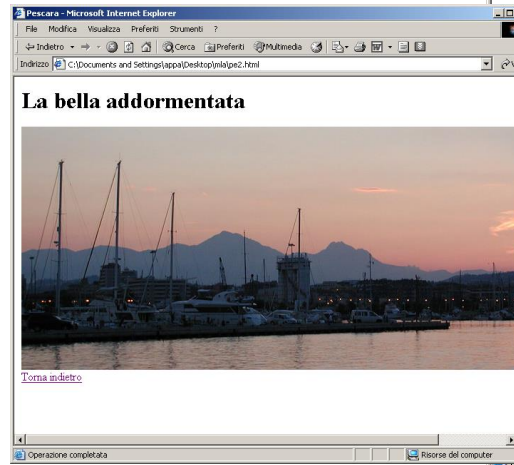 Pescara - Microsoft Internet Explorer
File Modifica Visualizza Preferiti Strumenti ?
Indietro Cerca Preferiti Multimedia
Indirizzo C:\Documents and Settings\appa\Desktop\mla\pe2.html
La bella addormentata
Torna indietro
Operazione completata Risorse del computer